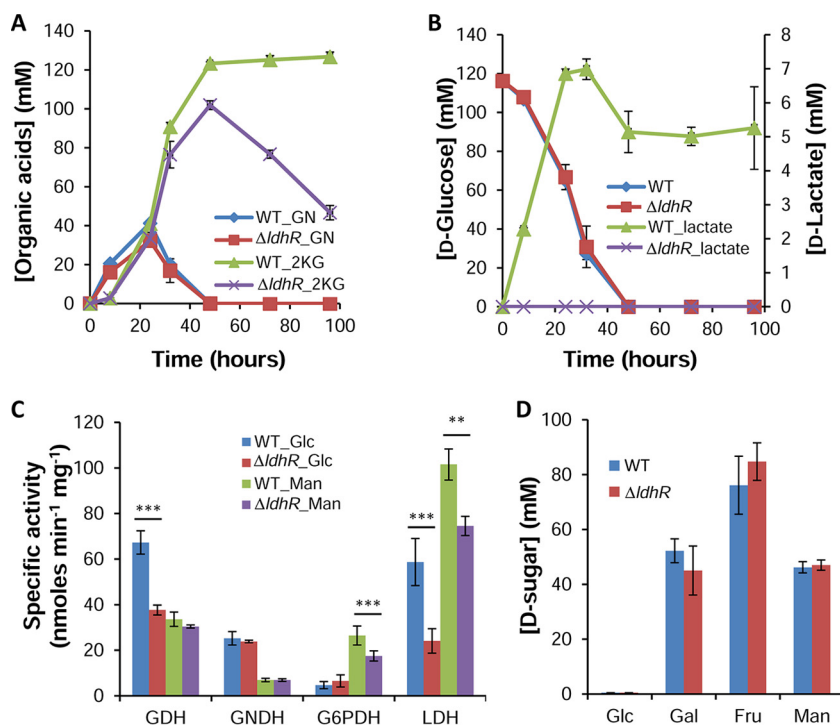 A
[Organic acids] (mM)
140
120
100
80
60
40
20
0
0 20 40 60 80 100
Time (hours)
WT_GN
ΔldhR_GN
WT_2KG
ΔldhR_2KG
B
[D-Glucose] (mM)
140
120
100
80
60
40
20
0
[D-Lactate] (mM)
8
7
6
5
4
3
2
1
0
0 20 40 60 80 100
Time (hours)
WT
ΔldhR
WT_lactate
ΔldhR_lactate
C
Specific activity
(nmoles min-1 mg-1)
120
100
80
60
40
20
0
WT_Glc
ΔldhR_Glc
WT_Man
ΔldhR_Man
***
***
***
**
GDH GNDH G6PDH LDH
D
[D-sugar] (mM)
100
80
60
40
20
0
WT
ΔldhR
Glc Gal Fru Man